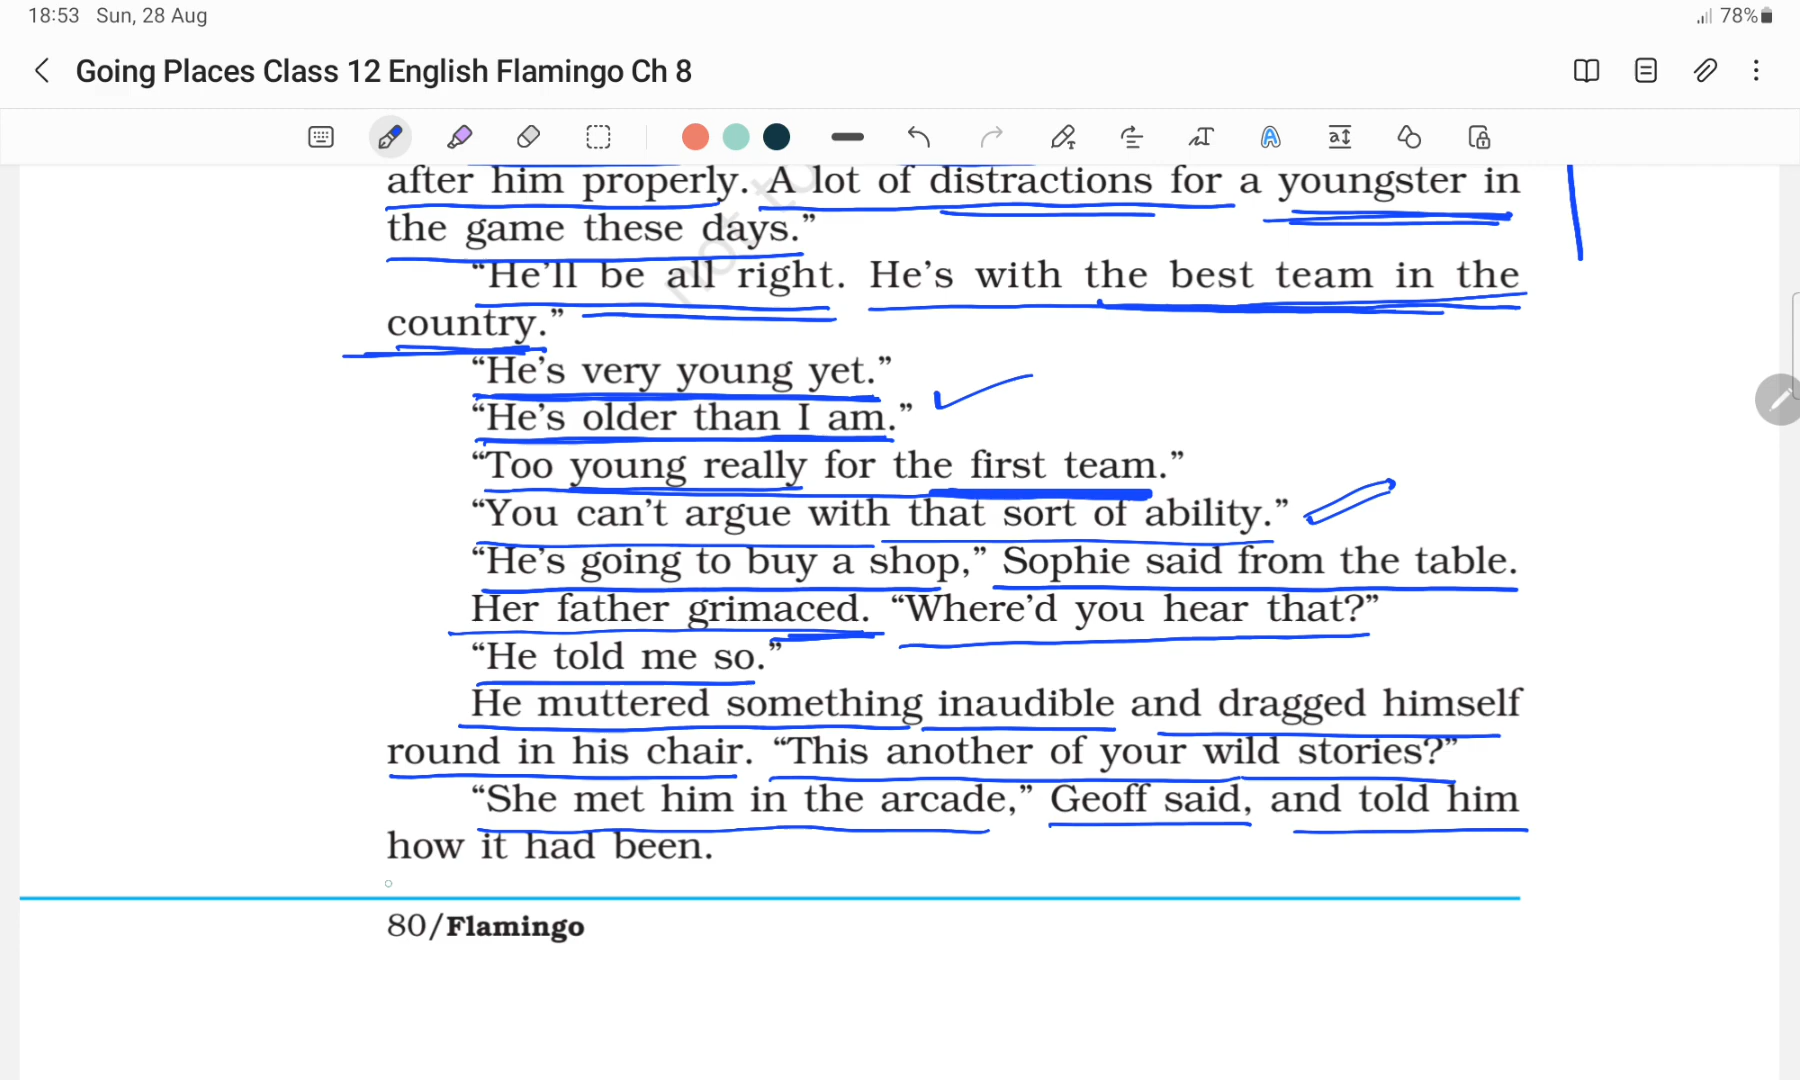 18:53 Sun, 28 Aug
78%
Going Places Class 12 English Flamingo Ch 8
after him properly. A lot of distractions for a youngster in
the game these days.”
“He’ll be all right. He’s with the best team in the
country.”
“He’s very young yet.”
“He’s older than I am.”
“Too young really for the first team.”
“You can’t argue with that sort of ability.”
“He’s going to buy a shop,” Sophie said from the table.
Her father grimaced. “Where’d you hear that?”
“He told me so.”
He muttered something inaudible and dragged himself
round in his chair. “This another of your wild stories?”
“She met him in the arcade,” Geoff said, and told him
how it had been.
80/Flamingo
not to